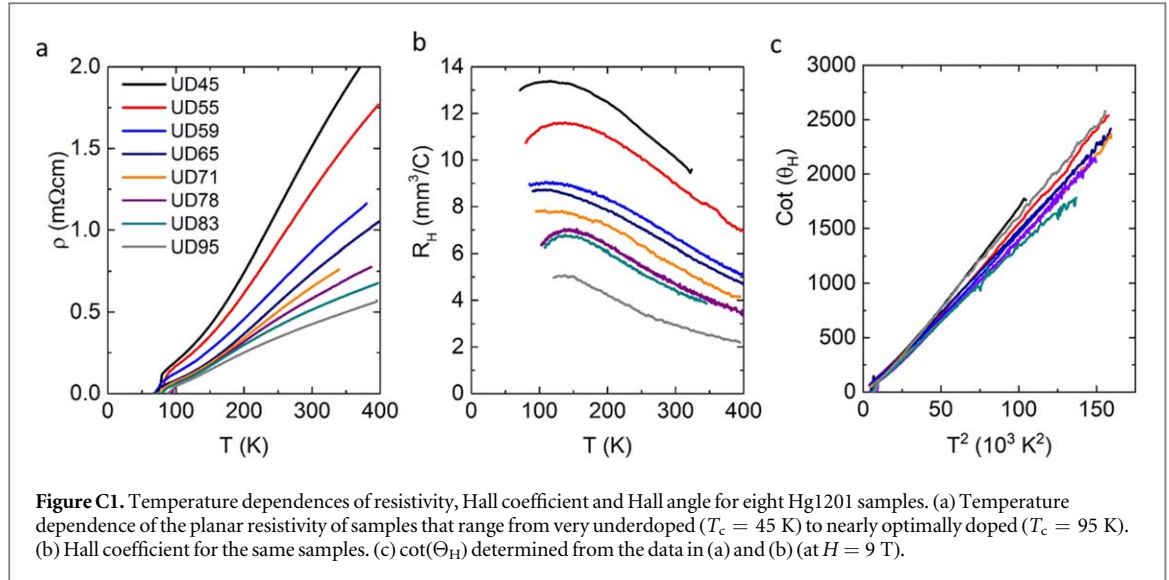 a
2.0
1.5
1.0
0.5
0.0
ρ (mΩcm)
UD45
UD55
UD59
UD65
UD71
UD78
UD83
UD95
0 100 200 300 400
T (K)
b
14
12
10
8
6
4
2
0
R_H (mm³/C)
0 100 200 300 400
T (K)
c
3000
2500
2000
1500
1000
500
0
Cot (θ_H)
50 100 150
T² (10³ K²)
Figure C1. Temperature dependences of resistivity, Hall coefficient and Hall angle for eight Hg1201 samples. (a) Temperature
dependence of the planar resistivity of samples that range from very underdoped (T_c = 45 K) to nearly optimally doped (T_c = 95 K).
(b) Hall coefficient for the same samples. (c) cot(Θ_H) determined from the data in (a) and (b) (at H = 9 T).